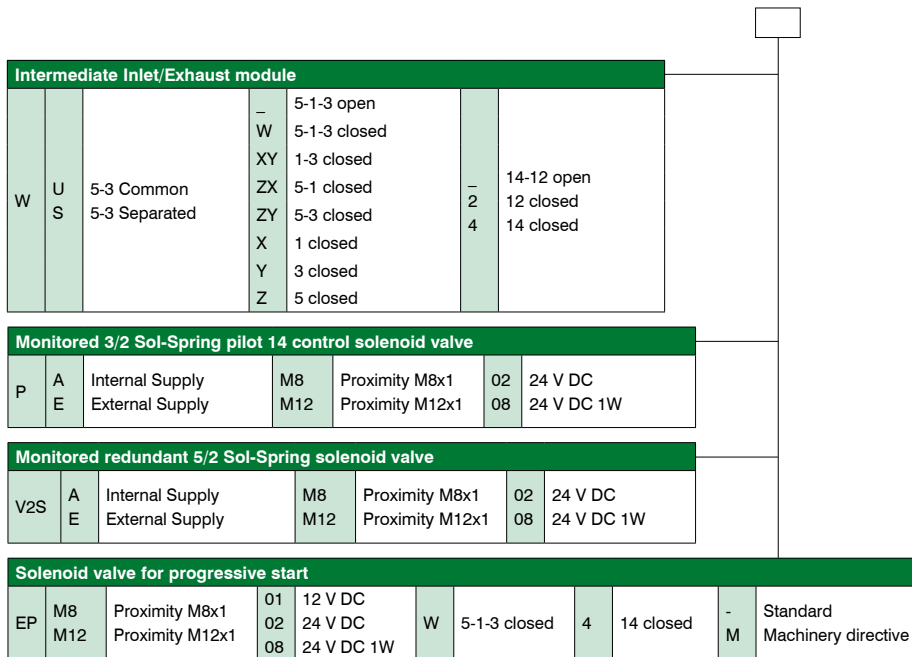 Intermediate Inlet/Exhaust module
W
U 5-3 Common
S 5-3 Separated
_ 5-1-3 open
W 5-1-3 closed
XY 1-3 closed
ZX 5-1 closed
ZY 5-3 closed
X 1 closed
Y 3 closed
Z 5 closed
_ 14-12 open
2 12 closed
4 14 closed
Monitored 3/2 Sol-Spring pilot 14 control solenoid valve
P
A Internal Supply M8 Proximity M8x1 02 24 V DC
E External Supply M12 Proximity M12x1 08 24 V DC 1W
Monitored redundant 5/2 Sol-Spring solenoid valve
V2S
A Internal Supply M8 Proximity M8x1 02 24 V DC
E External Supply M12 Proximity M12x1 08 24 V DC 1W
Solenoid valve for progressive start
EP
M8 Proximity M8x1
M12 Proximity M12x1
01 12 V DC
02 24 V DC
08 24 V DC 1W
W 5-1-3 closed
4 14 closed
- Standard
M Machinery directive